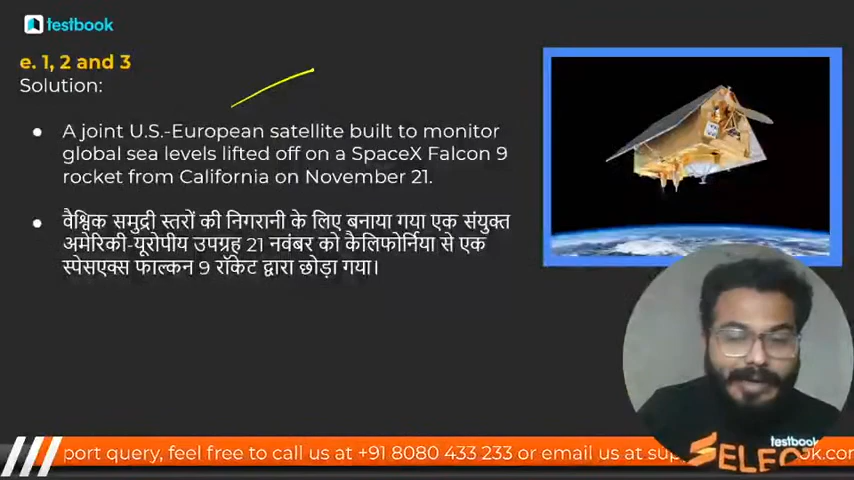 testbook
e. 1, 2 and 3
Solution:
A joint U.S.-European satellite built to monitor
global sea levels lifted off on a SpaceX Falcon 9
rocket from California on November 21.
वैश्विक समुद्री स्तरों की निगरानी के लिए बनाया गया एक संयुक्त
अमेरिकी-यूरोपीय उपग्रह 21 नवंबर को कैलिफोर्निया से एक
स्पेसएक्स फाल्कन 9 रॉकेट द्वारा छोड़ा गया।
testbook
port query, feel free to call us at +91 8080 433 233 or email us at